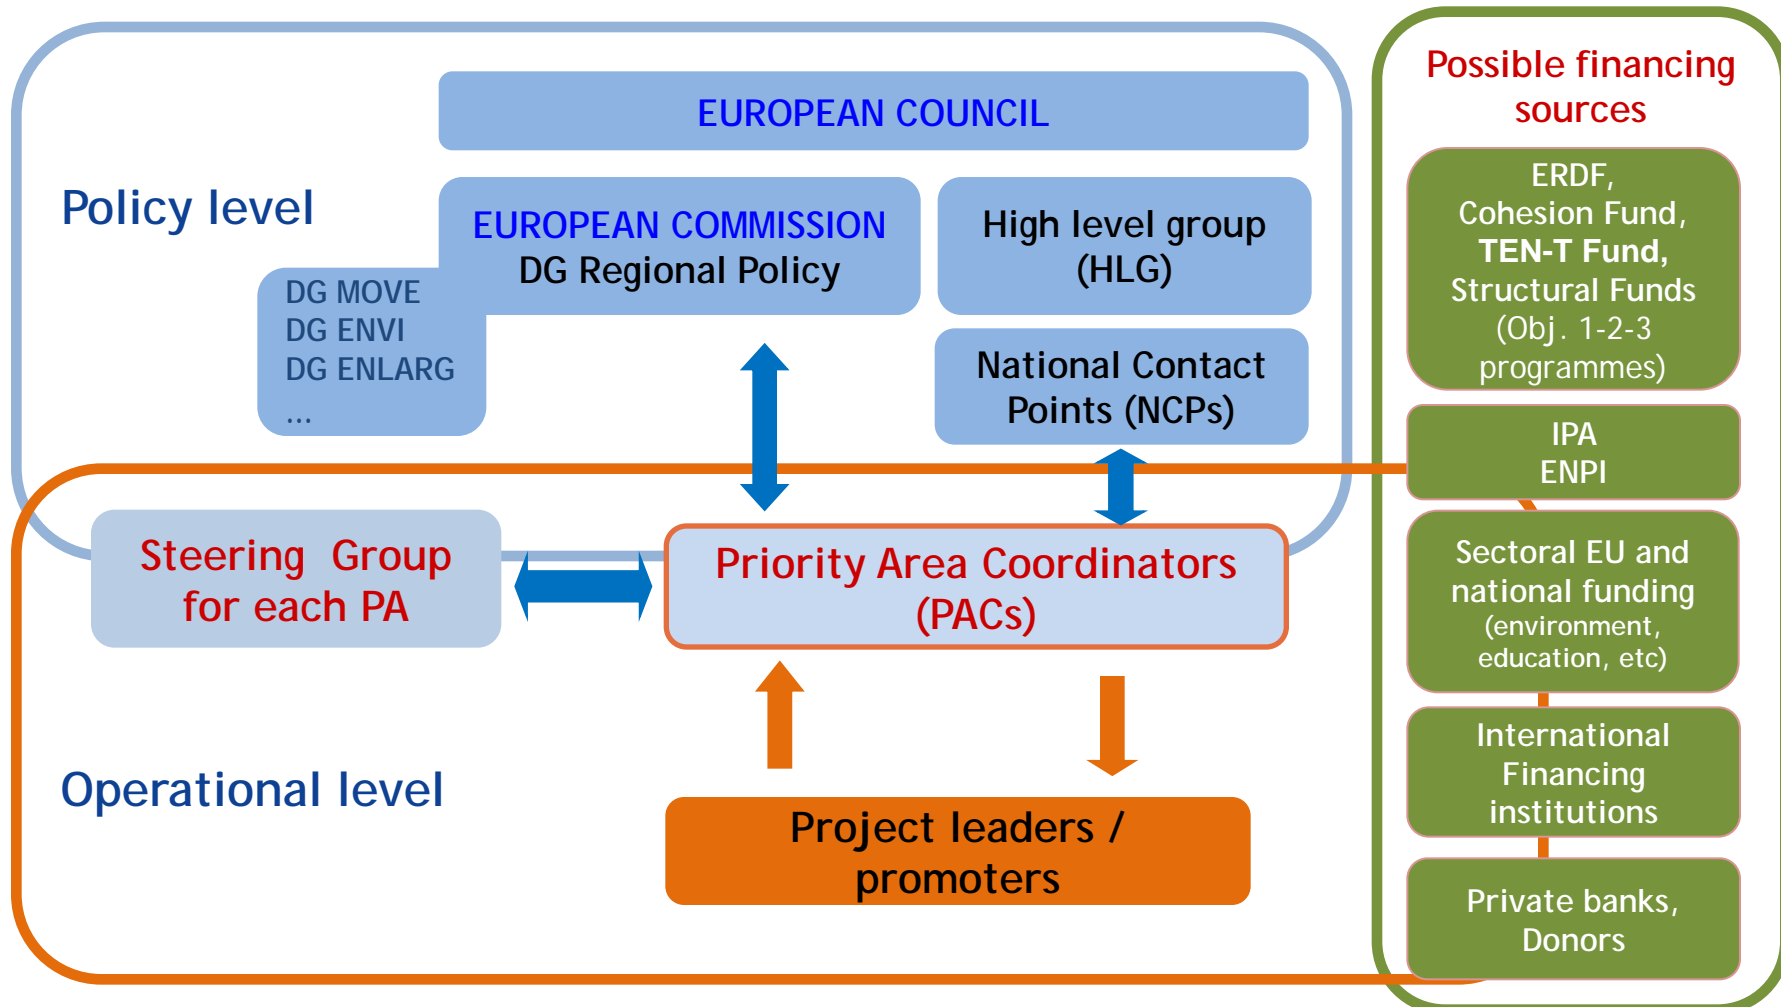 EUROPEAN COUNCIL
Policy level
EUROPEAN COMMISSION
DG Regional Policy
High level group
(HLG)
DG MOVE
DG ENVI
DG ENLARG
...
National Contact
Points (NCPs)
Steering Group
for each PA
Priority Area Coordinators
(PACs)
Operational level
Project leaders /
promoters
Possible financing
sources
ERDF,
Cohesion Fund,
TEN-T Fund,
Structural Funds
(Obj. 1-2-3
programmes)
IPA
ENPI
Sectoral EU and
national funding
(environment,
education, etc)
International
Financing
institutions
Private banks,
Donors